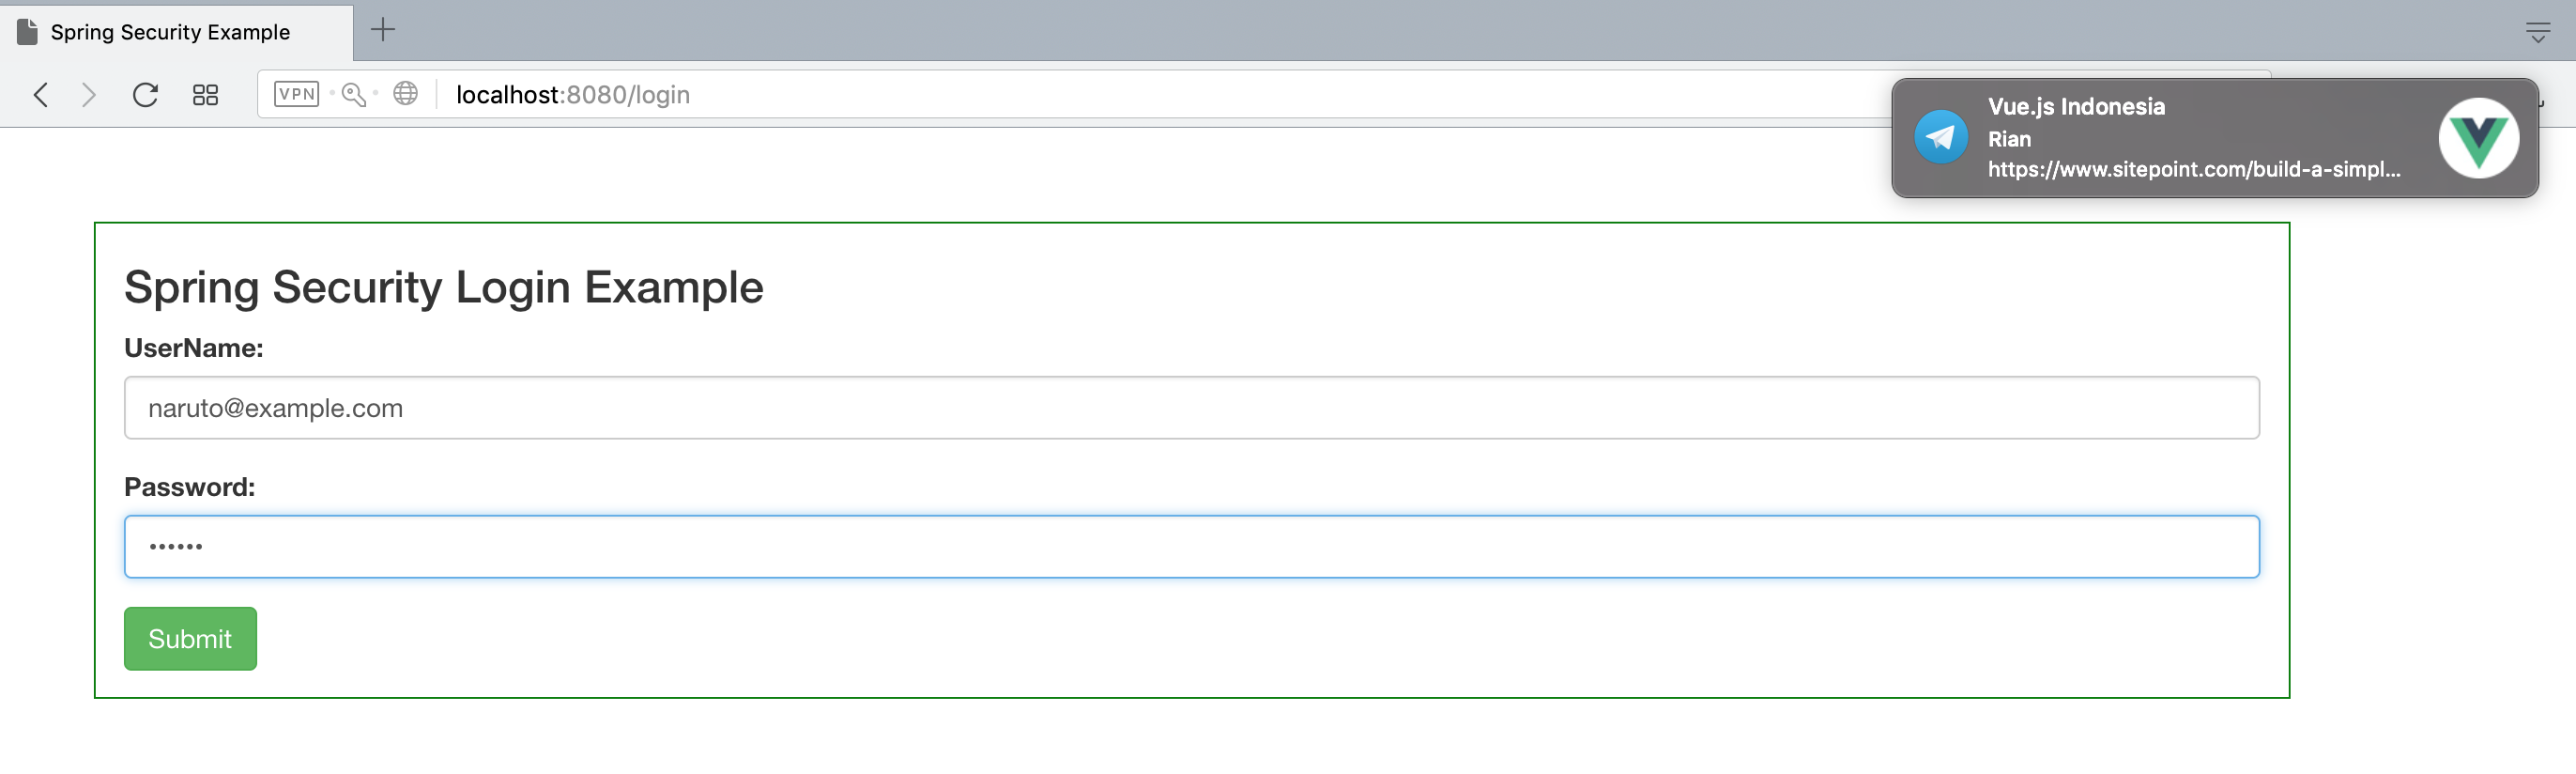 Spring Security Example
VPN
localhost:8080/login
Vue.js Indonesia
Rian
https://www.sitepoint.com/build-a-simpl...
Spring Security Login Example
UserName:
naruto@example.com
Password:
••••••
Submit